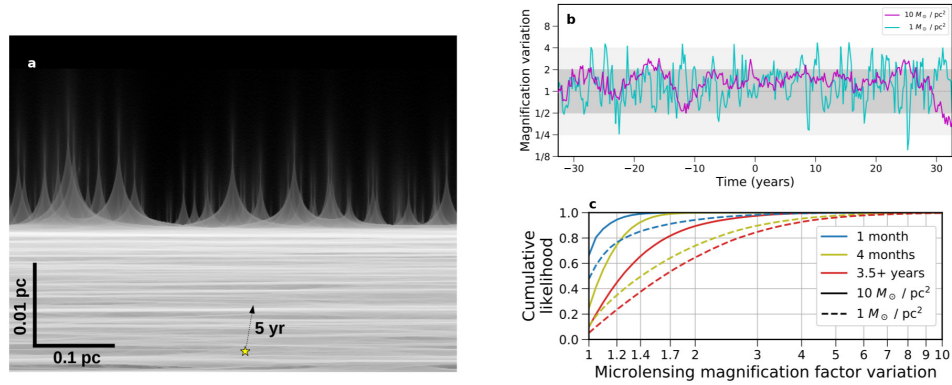 a
0.01 pc
0.1 pc
5 yr
b
10 M⊙ / pc²
1 M⊙ / pc²
Magnification variation
8
4
2
1
1/2
1/4
1/8
−30
−20
−10
0
10
20
30
Time (years)
c
Cumulative
likelihood
1.0
0.8
0.6
0.4
0.2
0.0
1 month
4 months
3.5+ years
10 M⊙ / pc²
1 M⊙ / pc²
1
1.2
1.4
1.7
2
3
4
5
6
7
8
9
10
Microlensing magnification factor variation